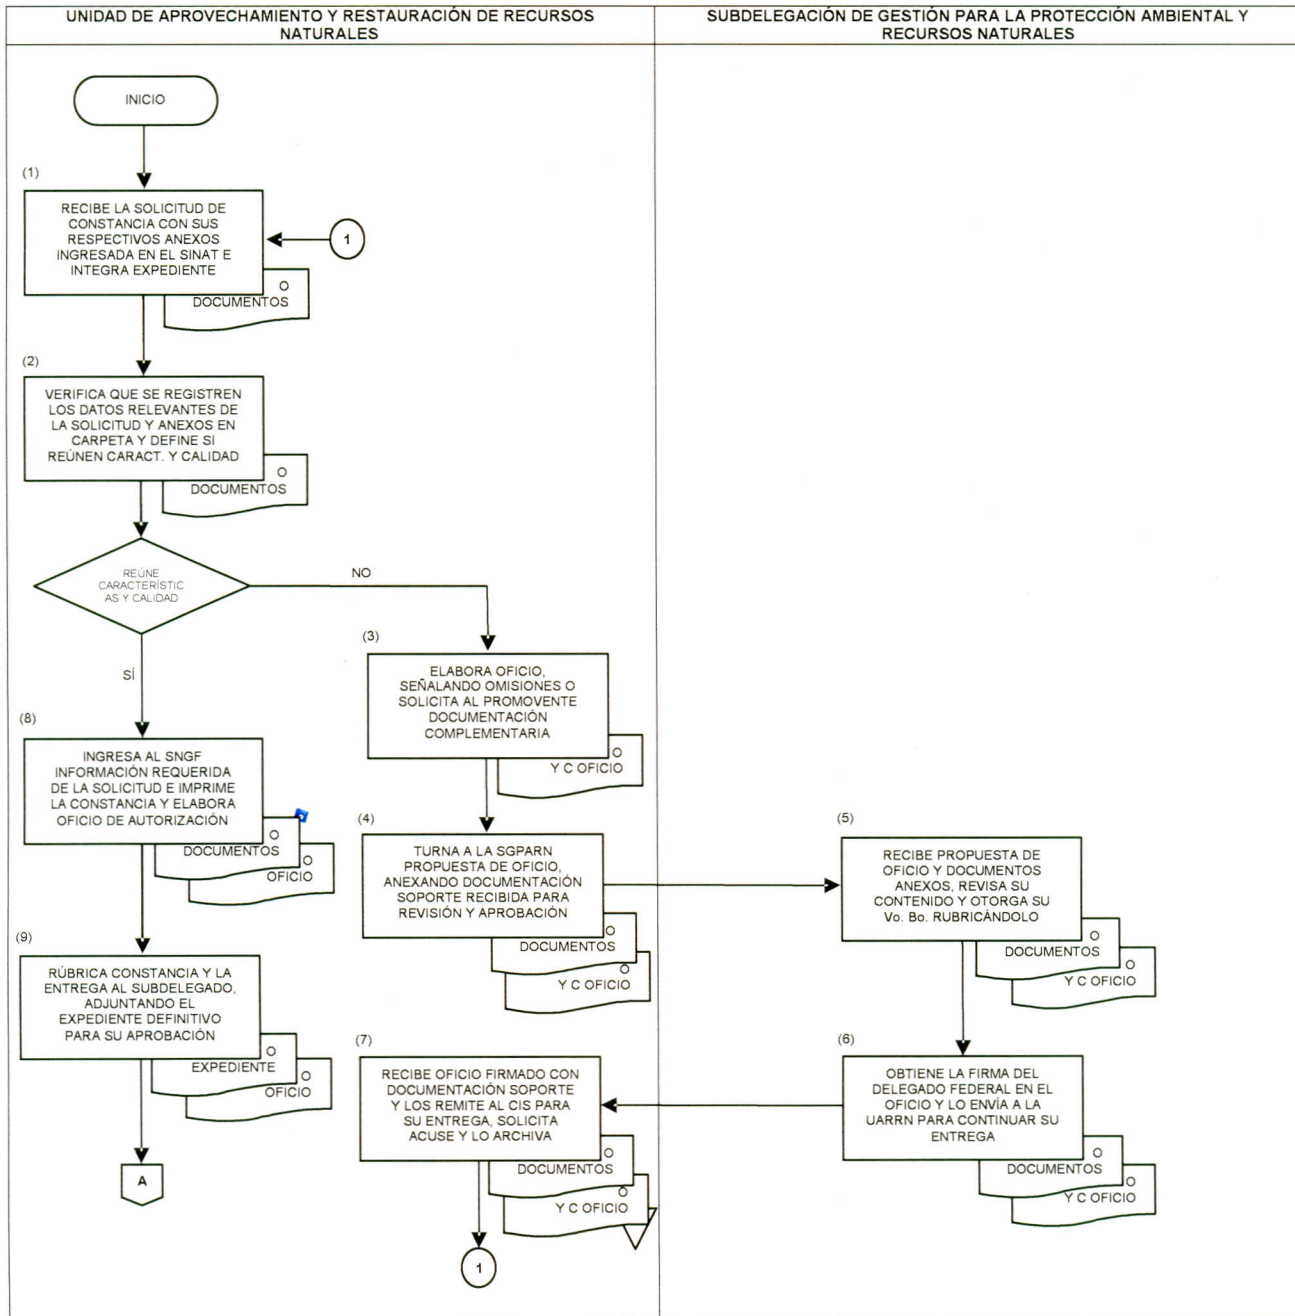 UNIDAD DE APROVECHAMIENTO Y RESTAURACIÓN DE RECURSOS
NATURALES
SUBDELEGACIÓN DE GESTIÓN PARA LA PROTECCIÓN AMBIENTAL Y
RECURSOS NATURALES
INICIO
(1)
RECIBE LA SOLICITUD DE
CONSTANCIA CON SUS
RESPECTIVOS ANEXOS
INGRESADA EN EL SINAT E
INTEGRA EXPEDIENTE
1
O
DOCUMENTOS
(2)
VERIFICA QUE SE REGISTREN
LOS DATOS RELEVANTES DE
LA SOLICITUD Y ANEXOS EN
CARPETA Y DEFINE SI
REÚNEN CARACT. Y CALIDAD
O
DOCUMENTOS
REÚNE
CARACTERÍSTIC
AS Y CALIDAD
NO
SÍ
(3)
ELABORA OFICIO,
SEÑALANDO OMISIONES O
SOLICITA AL PROMOVENTE
DOCUMENTACIÓN
COMPLEMENTARIA
O
Y C OFICIO
(8)
INGRESA AL SNGF
INFORMACIÓN REQUERIDA
DE LA SOLICITUD E IMPRIME
LA CONSTANCIA Y ELABORA
OFICIO DE AUTORIZACIÓN
O
DOCUMENTOS
O
OFICIO
(4)
TURNA A LA SGPARN
PROPUESTA DE OFICIO,
ANEXANDO DOCUMENTACIÓN
SOPORTE RECIBIDA PARA
REVISIÓN Y APROBACIÓN
O
DOCUMENTOS
O
Y C OFICIO
(5)
RECIBE PROPUESTA DE
OFICIO Y DOCUMENTOS
ANEXOS, REVISA SU
CONTENIDO Y OTORGA SU
Vo. Bo. RUBRICÁNDOLO
O
DOCUMENTOS
O
Y C OFICIO
(9)
RÚBRICA CONSTANCIA Y LA
ENTREGA AL SUBDELEGADO,
ADJUNTANDO EL
EXPEDIENTE DEFINITIVO
PARA SU APROBACIÓN
O
EXPEDIENTE
O
OFICIO
A
(7)
RECIBE OFICIO FIRMADO CON
DOCUMENTACIÓN SOPORTE
Y LOS REMITE AL CIS PARA
SU ENTREGA, SOLICITA
ACUSE Y LO ARCHIVA
O
DOCUMENTOS
O
Y C OFICIO
1
(6)
OBTIENE LA FIRMA DEL
DELEGADO FEDERAL EN EL
OFICIO Y LO ENVÍA A LA
UARRN PARA CONTINUAR SU
ENTREGA
O
DOCUMENTOS
O
Y C OFICIO